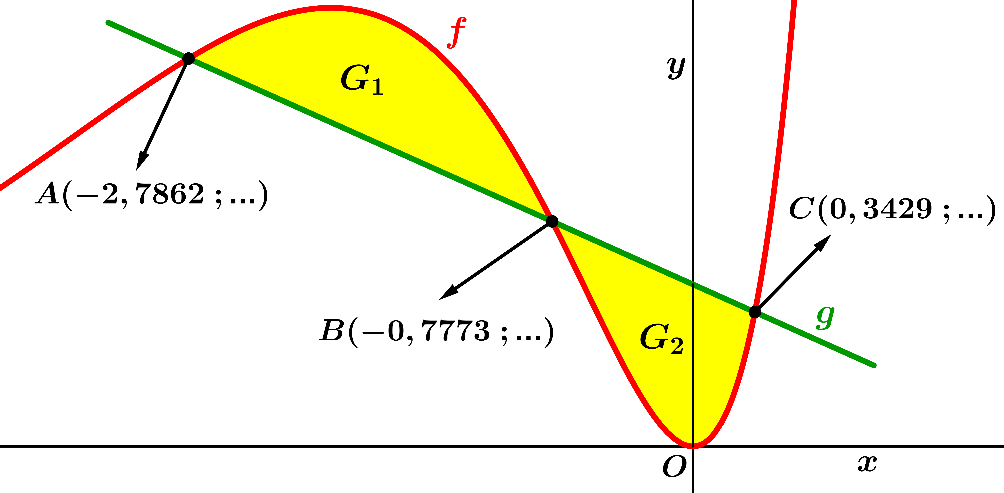 f
y
G₁
A(−2,7862 ;...)
C(0,3429 ;...)
g
B(−0,7773 ;...)
G₂
O
x